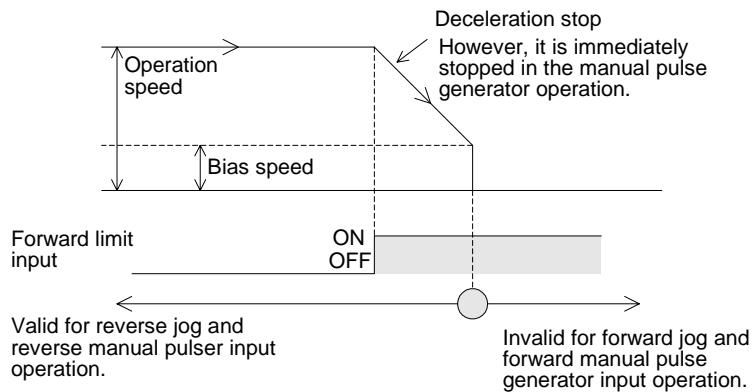 Deceleration stop
However, it is immediately
stopped in the manual pulse
generator operation.
Operation
speed
Bias speed
Forward limit
input
ON
OFF
Valid for reverse jog and
reverse manual pulser input
operation.
Invalid for forward jog and
forward manual pulse
generator input operation.